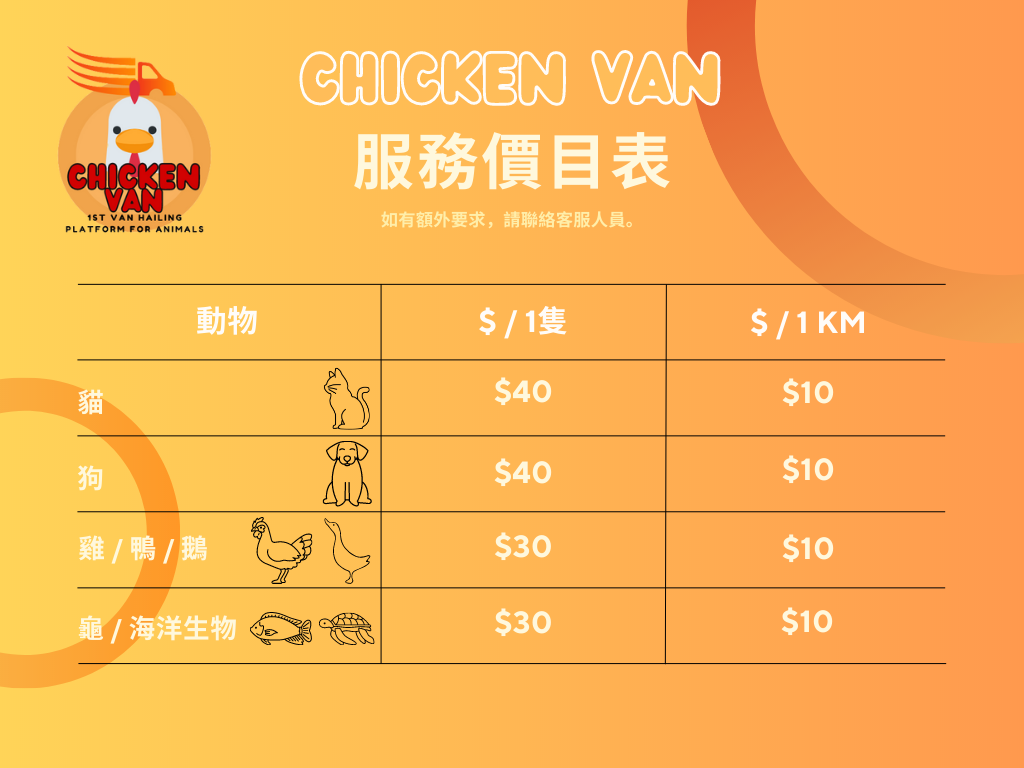 CHICKEN VAN
服務價目表
如有額外要求，請聯絡客服人員。
CHICKEN
VAN
1ST VAN HAILING
PLATFORM FOR ANIMALS
動物 $ / 1隻 $ / 1 KM
貓 $40 $10
狗 $40 $10
雞 / 鴨 / 鵝 $30 $10
龜 / 海洋生物 $30 $10